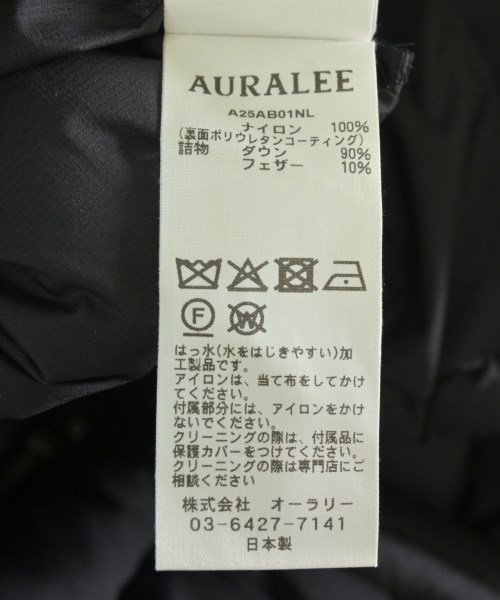 AURALEE
A25AB01NL
ナイロン 100%
(裏面ポリウレタンコーティング)
詰物 ダウン 90%
フェザー 10%
F
W
はっ水(水をはじきやすい)加
工製品です。
アイロンは、当て布をしてかけ
てください。
付属部分には、アイロンをかけ
ないでください。
クリーニングの際は、付属品に
保護カバーをつけてください。
クリーニングの際は専門店にご
相談ください
株式会社 オーラリー
03-6427-7141
日本製